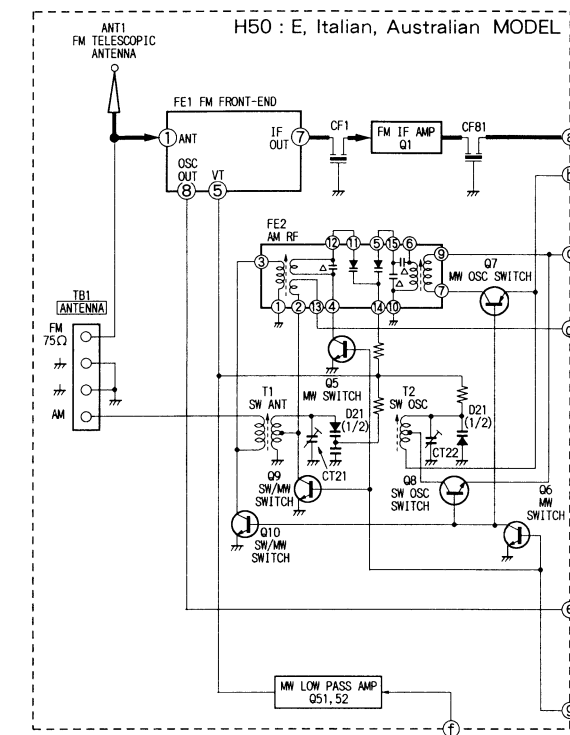 H50 : E, Italian, Australian MODEL
ANT1
FM TELESCOPIC
ANTENNA
FE1 FM FRONT-END
1 ANT
IF
OUT
7
CF1
FM IF AMP
Q1
CF81
a
OSC
OUT
VT
8
5
b
FE2
AM RF
12
11
5
15
6
3
9
7
1
2
13
4
14
10
Q7
MW OSC SWITCH
TB1
ANTENNA
FM
75Ω
AM
Q5
MW SWITCH
T1
SW ANT
D21
(1/2)
CT21
T2
SW OSC
D21
(1/2)
CT22
Q9
SW/MW
SWITCH
Q8
SW OSC
SWITCH
Q6
MW
SWITCH
Q10
SW/MW
SWITCH
MW LOW PASS AMP
Q51, 52
f